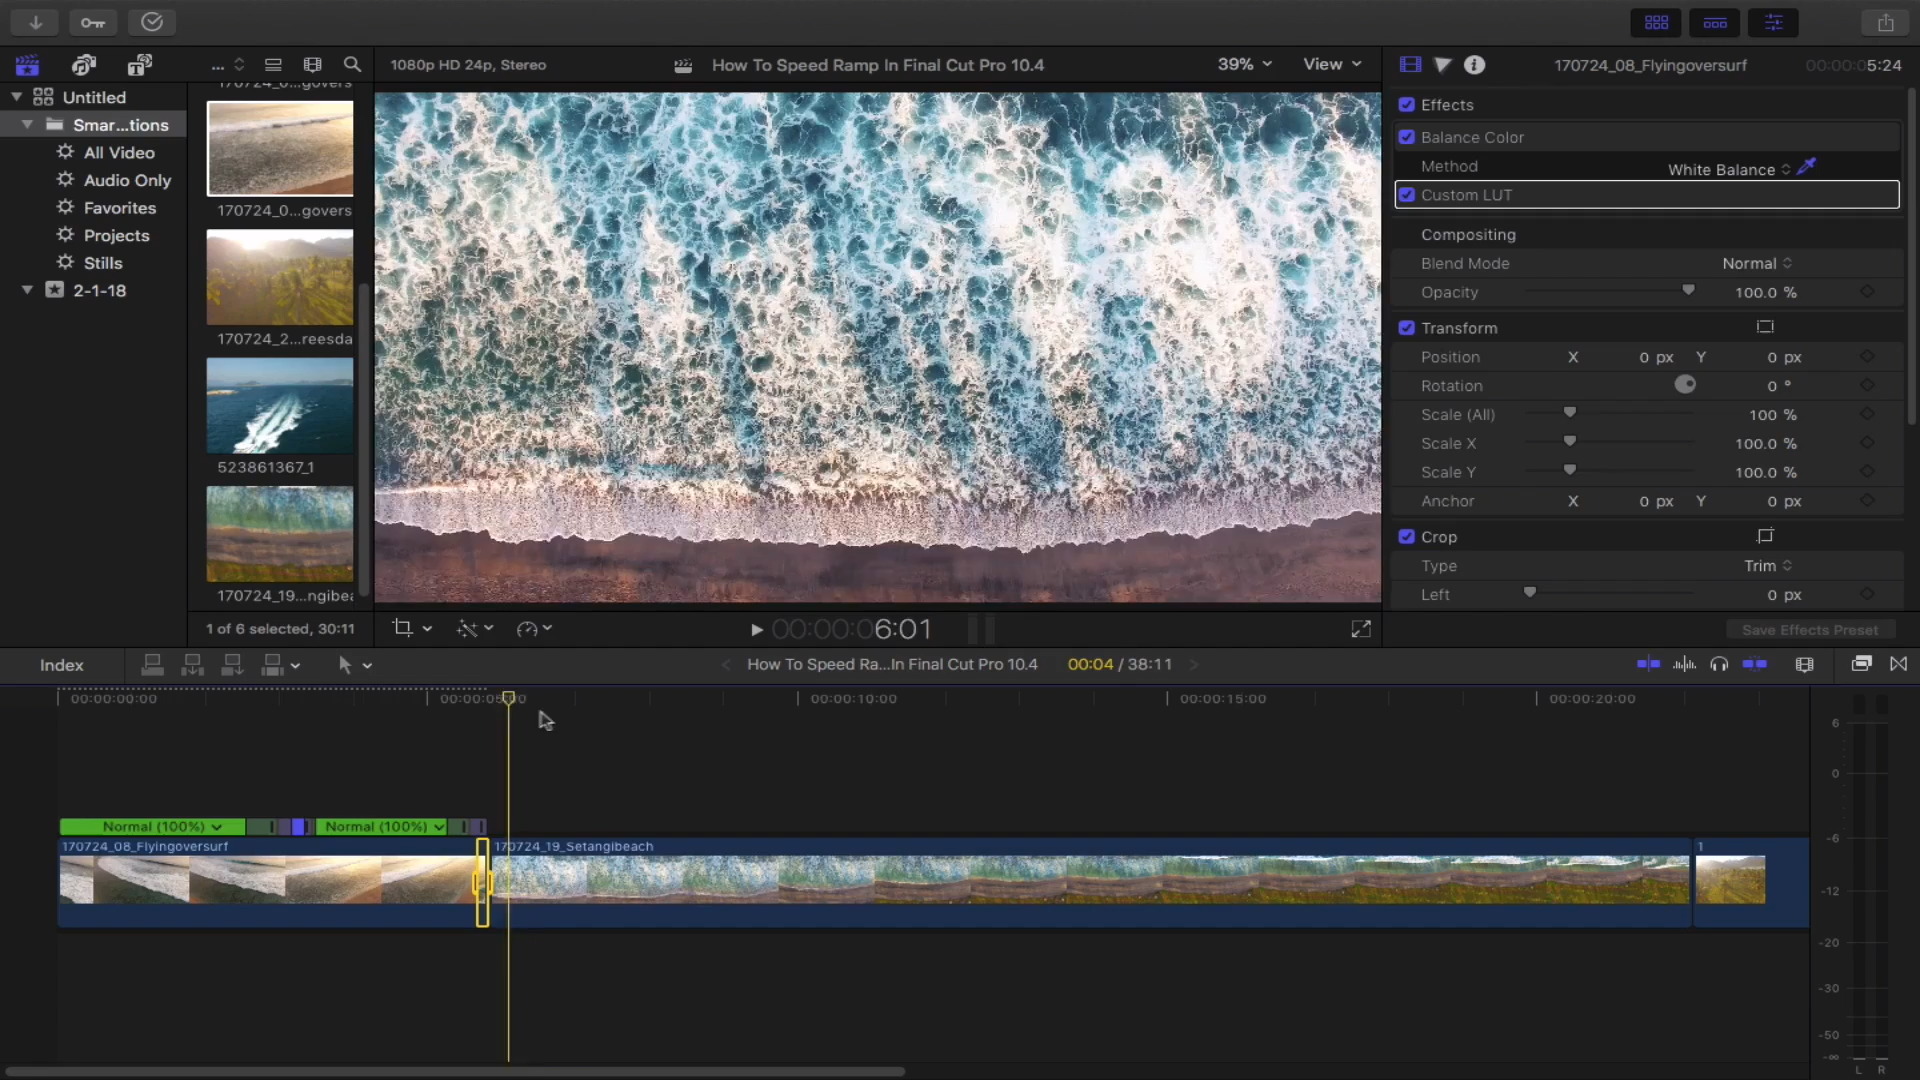 ... 1080p HD 24p, Stereo How To Speed Ramp In Final Cut Pro 10.4 39% View 170724_08_Flyingoversurf 00:00:05:24
Untitled
Smar...tions
All Video
Audio Only
Favorites
Projects
Stills
2-1-18
170724_0...govers
170724_2...reesda
523861367_1
170724_19...ngibea
1 of 6 selected, 30:11
00:00:06:01
Effects
Balance Color
Method White Balance
Custom LUT
Compositing
Blend Mode Normal
Opacity 100.0 %
Transform
Position X 0 px Y 0 px
Rotation 0 °
Scale (All) 100 %
Scale X 100.0 %
Scale Y 100.0 %
Anchor X 0 px Y 0 px
Crop
Type Trim
Left 0 px
Save Effects Preset
Index How To Speed Ra...In Final Cut Pro 10.4 00:04 / 38:11
00:00:00:00 00:00:05:00 00:00:10:00 00:00:15:00 00:00:20:00
Normal (100%) Normal (100%)
170724_08_Flyingoversurf 170724_19_Setangibeach 1
6
0
-6
-12
-20
-30
-50
-∞
L R